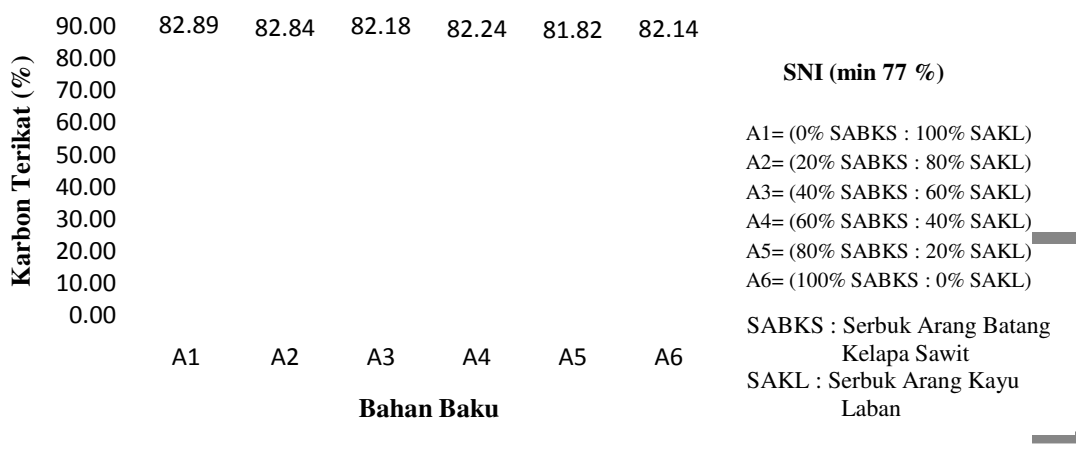 Karbon Terikat (%)
90.00
80.00
70.00
60.00
50.00
40.00
30.00
20.00
10.00
0.00
82.89 82.84 82.18 82.24 81.82 82.14
A1 A2 A3 A4 A5 A6
Bahan Baku
SNI (min 77 %)
A1= (0% SABKS : 100% SAKL)
A2= (20% SABKS : 80% SAKL)
A3= (40% SABKS : 60% SAKL)
A4= (60% SABKS : 40% SAKL)
A5= (80% SABKS : 20% SAKL)
A6= (100% SABKS : 0% SAKL)
SABKS : Serbuk Arang Batang
Kelapa Sawit
SAKL : Serbuk Arang Kayu
Laban